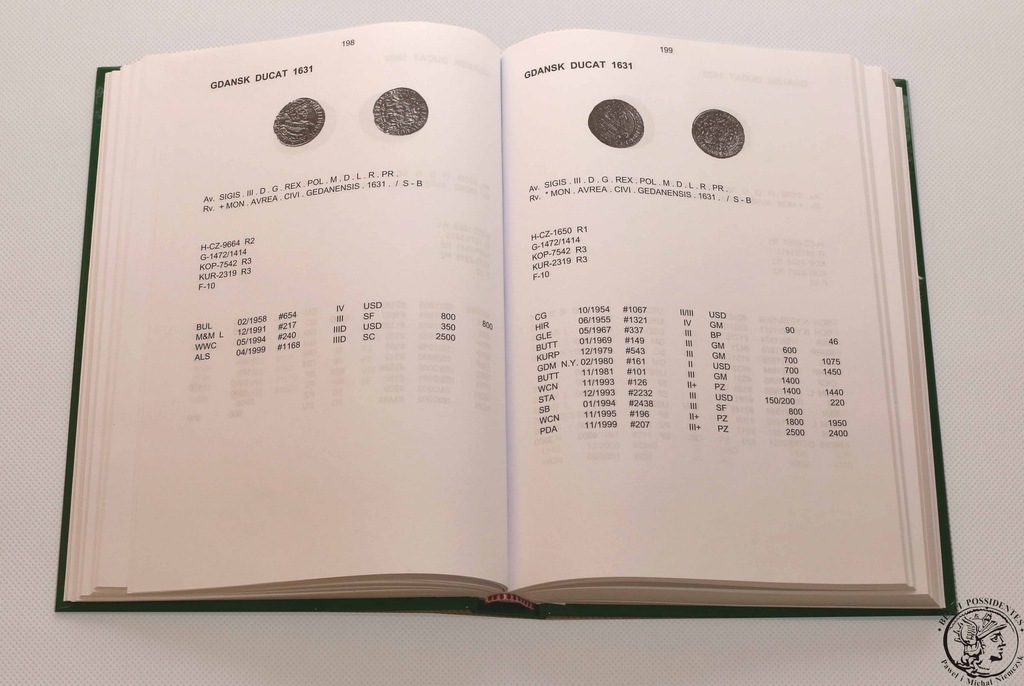 198
GDANSK DUCAT 1631
Av. SIGIS . III . D . G . REX . POL . M . D . L . R . PR .
Rv. + MON . AVREA . CIVI . GEDANENSIS . 1631 . / S - B
H-CZ-9664 R2
G-1472/1414
KOP-7542 R3
KUR-2319 R3
F-10
BUL 02/1958 #654 IV USD
M&M L 12/1991 #217 III SF 800 800
WWC 05/1994 #240 IIID USD 350
ALS 04/1999 #1168 IIID SC 2500
199
GDANSK DUCAT 1631
Av. SIGIS . III . D . G . REX . POL . M . D . L . R . PR .
Rv. * MON . AVREA . CIVI . GEDANENSIS . 1631 . / S - B
H-CZ-1650 R1
G-1472/1414
KOP-7542 R3
KUR-2319 R3
F-10
CG 10/1954 #1067 II/III USD
HIR 06/1955 #1321 IV GM 90
GLE 05/1967 #337 III BP 46
BUTT 01/1969 #149 III GM 600
KURP 12/1979 #543 III GM 700 1075
GDM N.Y. 02/1980 #161 II USD 700 1450
BUTT 11/1981 #101 III GM 1400
WCN 11/1993 #126 II+ PZ 1400 1440
STA 12/1993 #2232 III USD 150/200 220
SB 01/1994 #2438 III SF 800
WCN 11/1995 #196 II+ PZ 1800 1950
PDA 11/1999 #207 III+ PZ 2500 2400
BEATI POSSIDENTES
Paweł i Michał Niemczyk